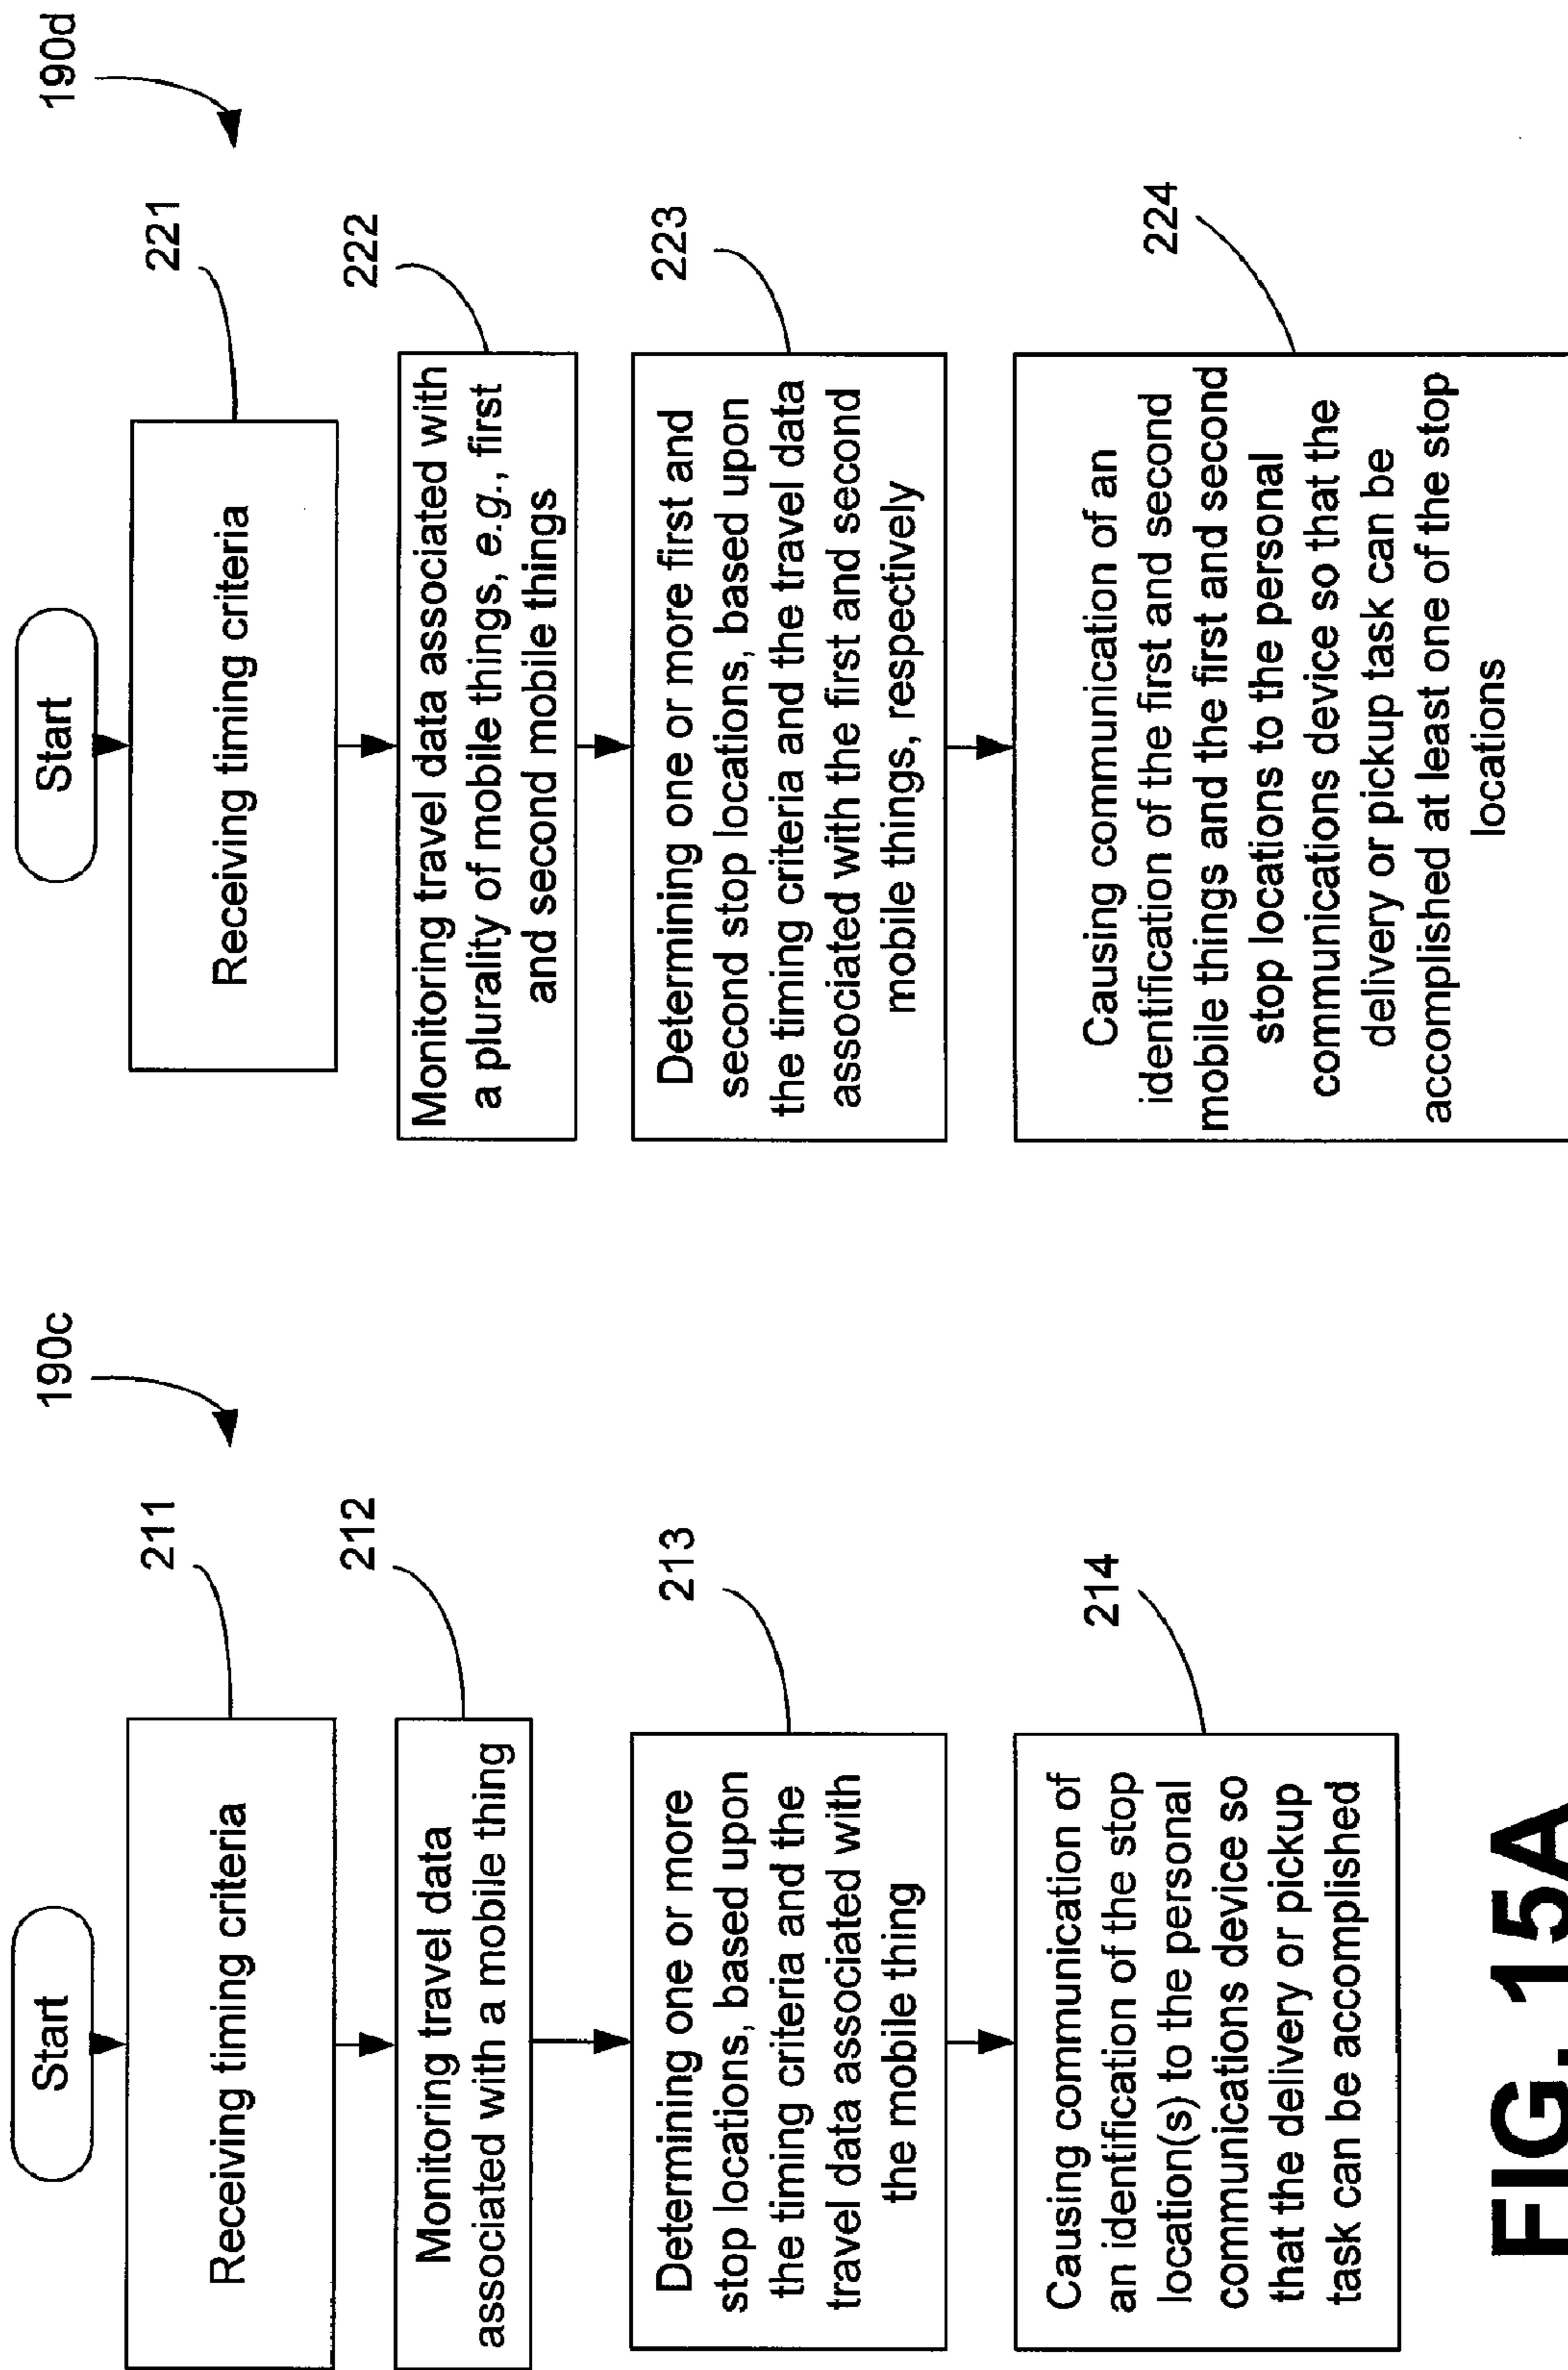 190c
Start
211
Receiving timing criteria
212
Monitoring travel data
associated with a mobile thing
213
Determining one or more
stop locations, based upon
the timing criteria and the
travel data associated with
the mobile thing
214
Causing communication of
an identification of the stop
location(s) to the personal
communications device so
that the delivery or pickup
task can be accomplished
FIG. 15A
190d
Start
221
Receiving timing criteria
222
Monitoring travel data associated with
a plurality of mobile things, e.g., first
and second mobile things
223
Determining one or more first and
second stop locations, based upon
the timing criteria and the travel data
associated with the first and second
mobile things, respectively
224
Causing communication of an
identification of the first and second
mobile things and the first and second
stop locations to the personal
communications device so that the
delivery or pickup task can be
accomplished at least one of the stop
locations